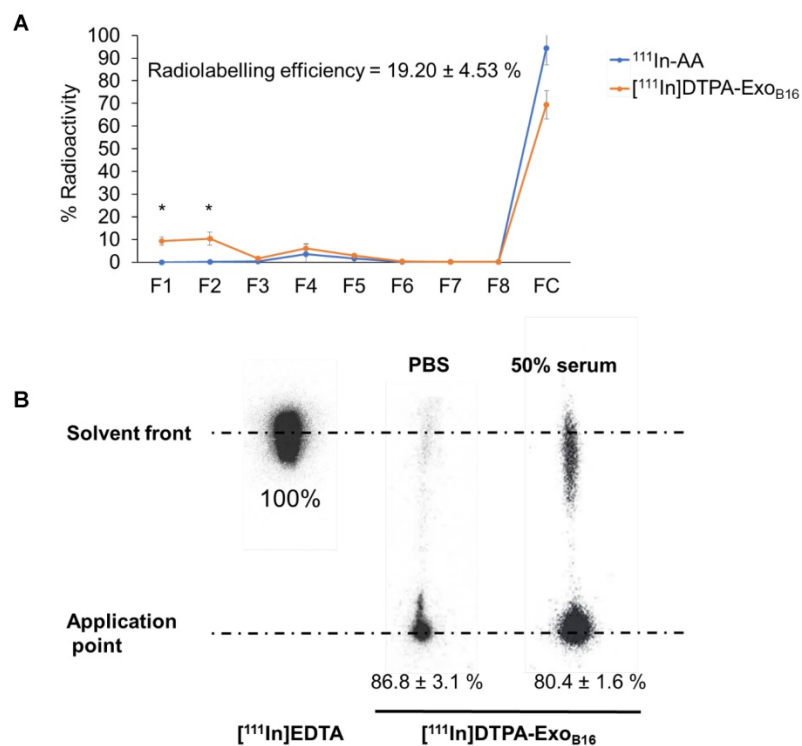 A
100
90
80
70
60
50
40
30
20
10
0
% Radioactivity
Radiolabelling efficiency = 19.20 ± 4.53 %
* *
F1 F2 F3 F4 F5 F6 F7 F8 FC
¹¹¹In-AA
[¹¹¹In]DTPA-Exo_B16
B
PBS 50% serum
Solvent front
100%
Application
point
86.8 ± 3.1 % 80.4 ± 1.6 %
[¹¹¹In]EDTA [¹¹¹In]DTPA-Exo_B16